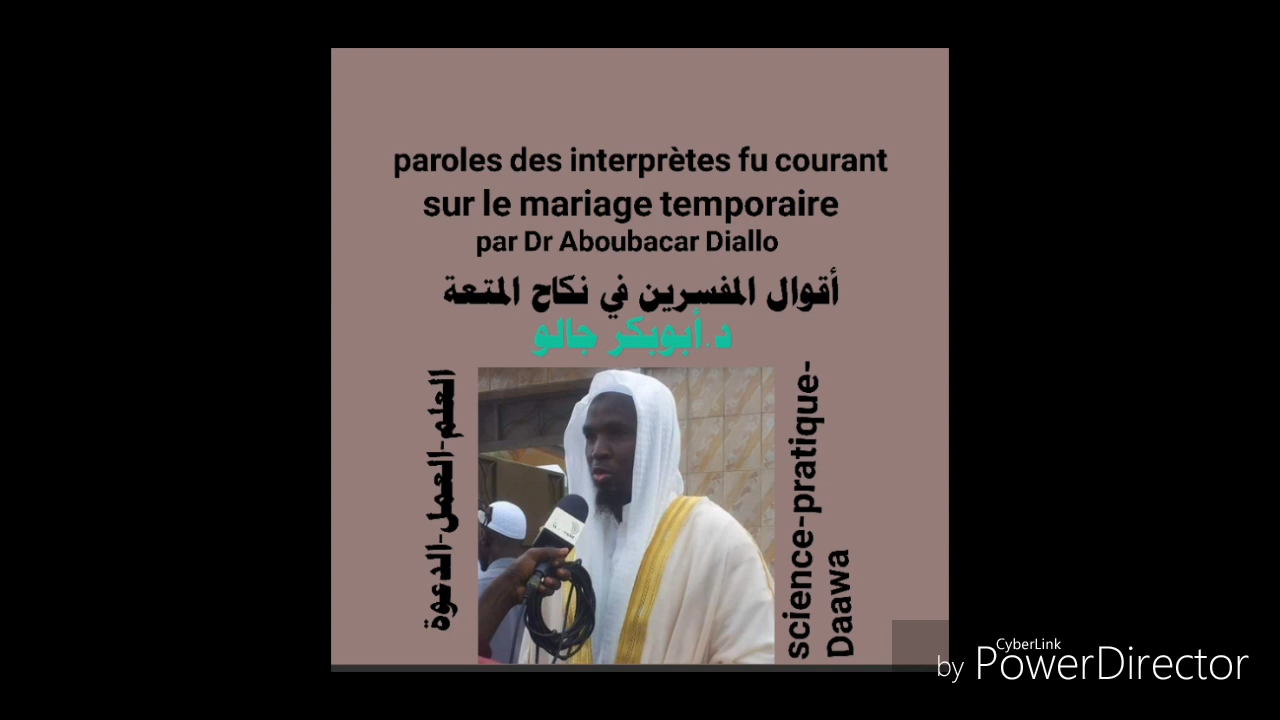 paroles des interprètes fu courant
sur le mariage temporaire
par Dr Aboubacar Diallo
أقوال المفسرين في نكاح المتعة
د.أبوبكر جالو
العلم-العمل-الدعوة
science-pratique-
Daawa
CyberLink
by PowerDirector